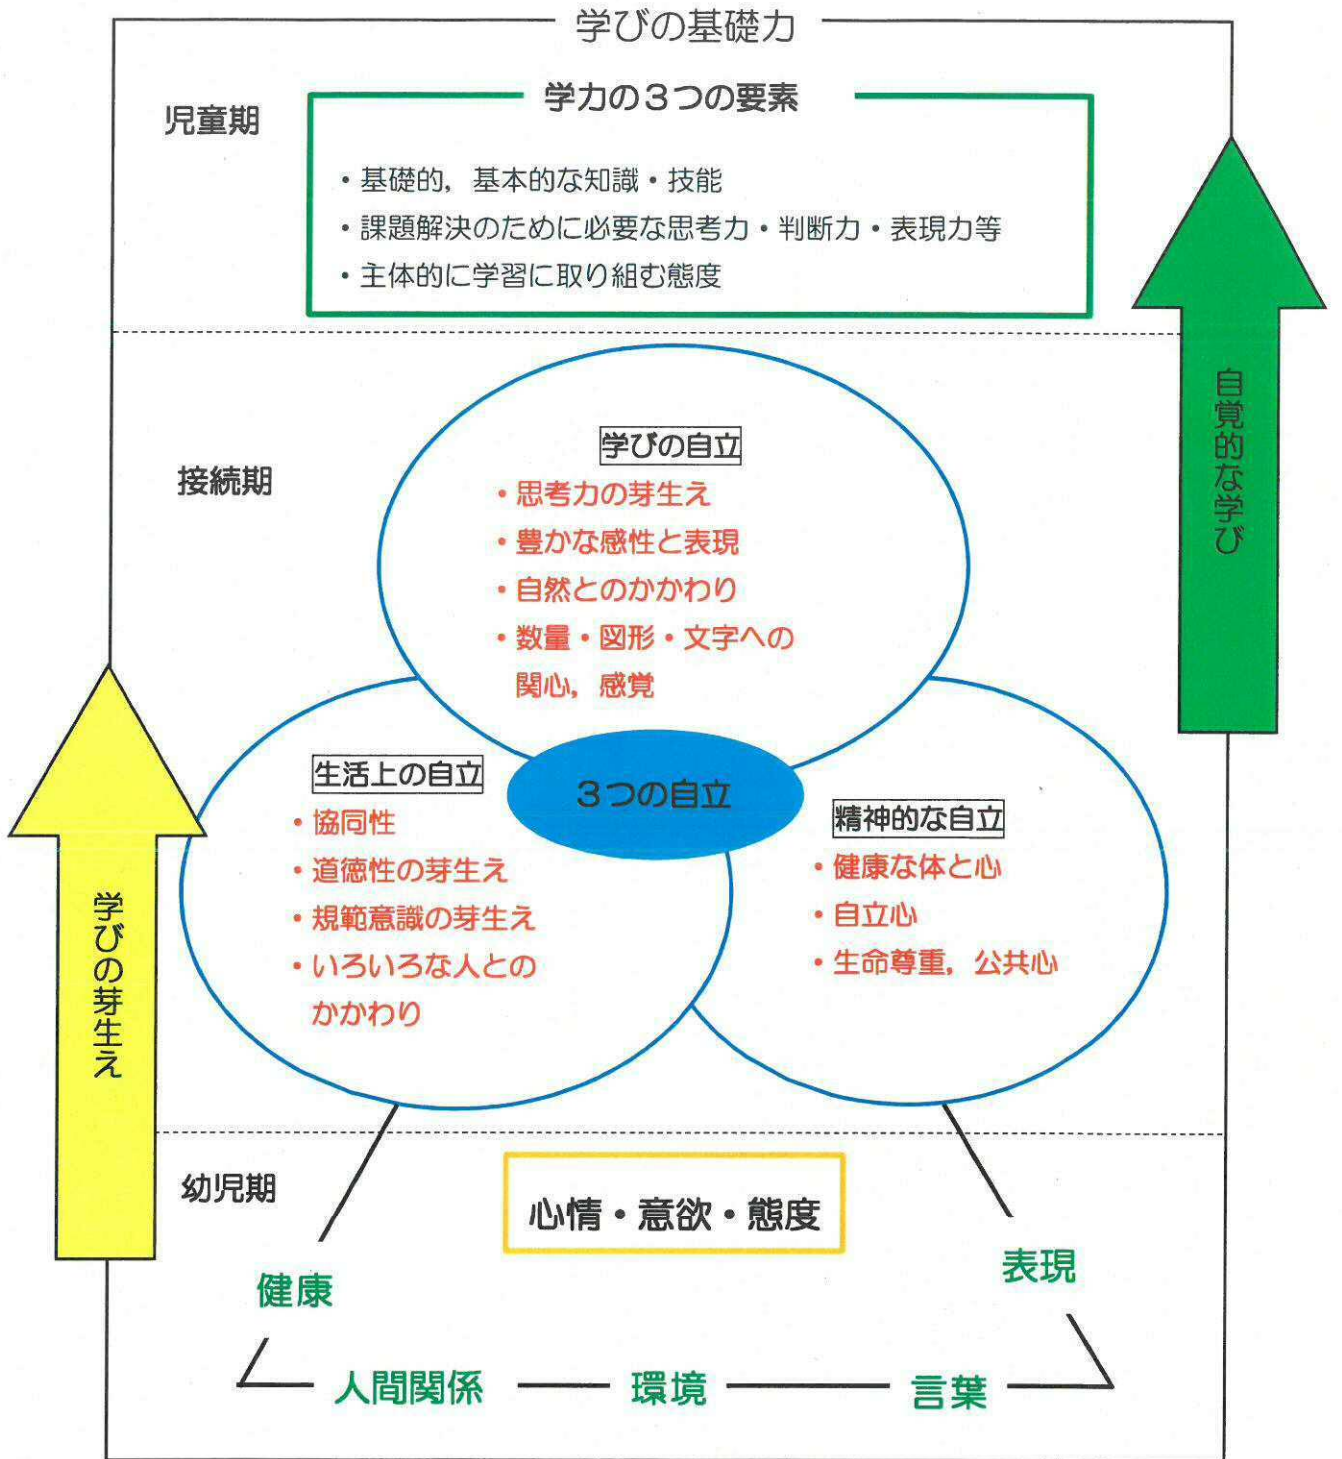 学びの基礎力
学力の3つの要素
児童期
・基礎的，基本的な知識・技能
・課題解決のために必要な思考力・判断力・表現力等
・主体的に学習に取り組む態度
自覚的な学び
接続期
学びの自立
・思考力の芽生え
・豊かな感性と表現
・自然とのかかわり
・数量・図形・文字への
関心，感覚
3つの自立
生活上の自立
・協同性
・道徳性の芽生え
・規範意識の芽生え
・いろいろな人との
かかわり
精神的な自立
・健康な体と心
・自立心
・生命尊重，公共心
学びの芽生え
幼児期
心情・意欲・態度
健康
表現
人間関係
環境
言葉